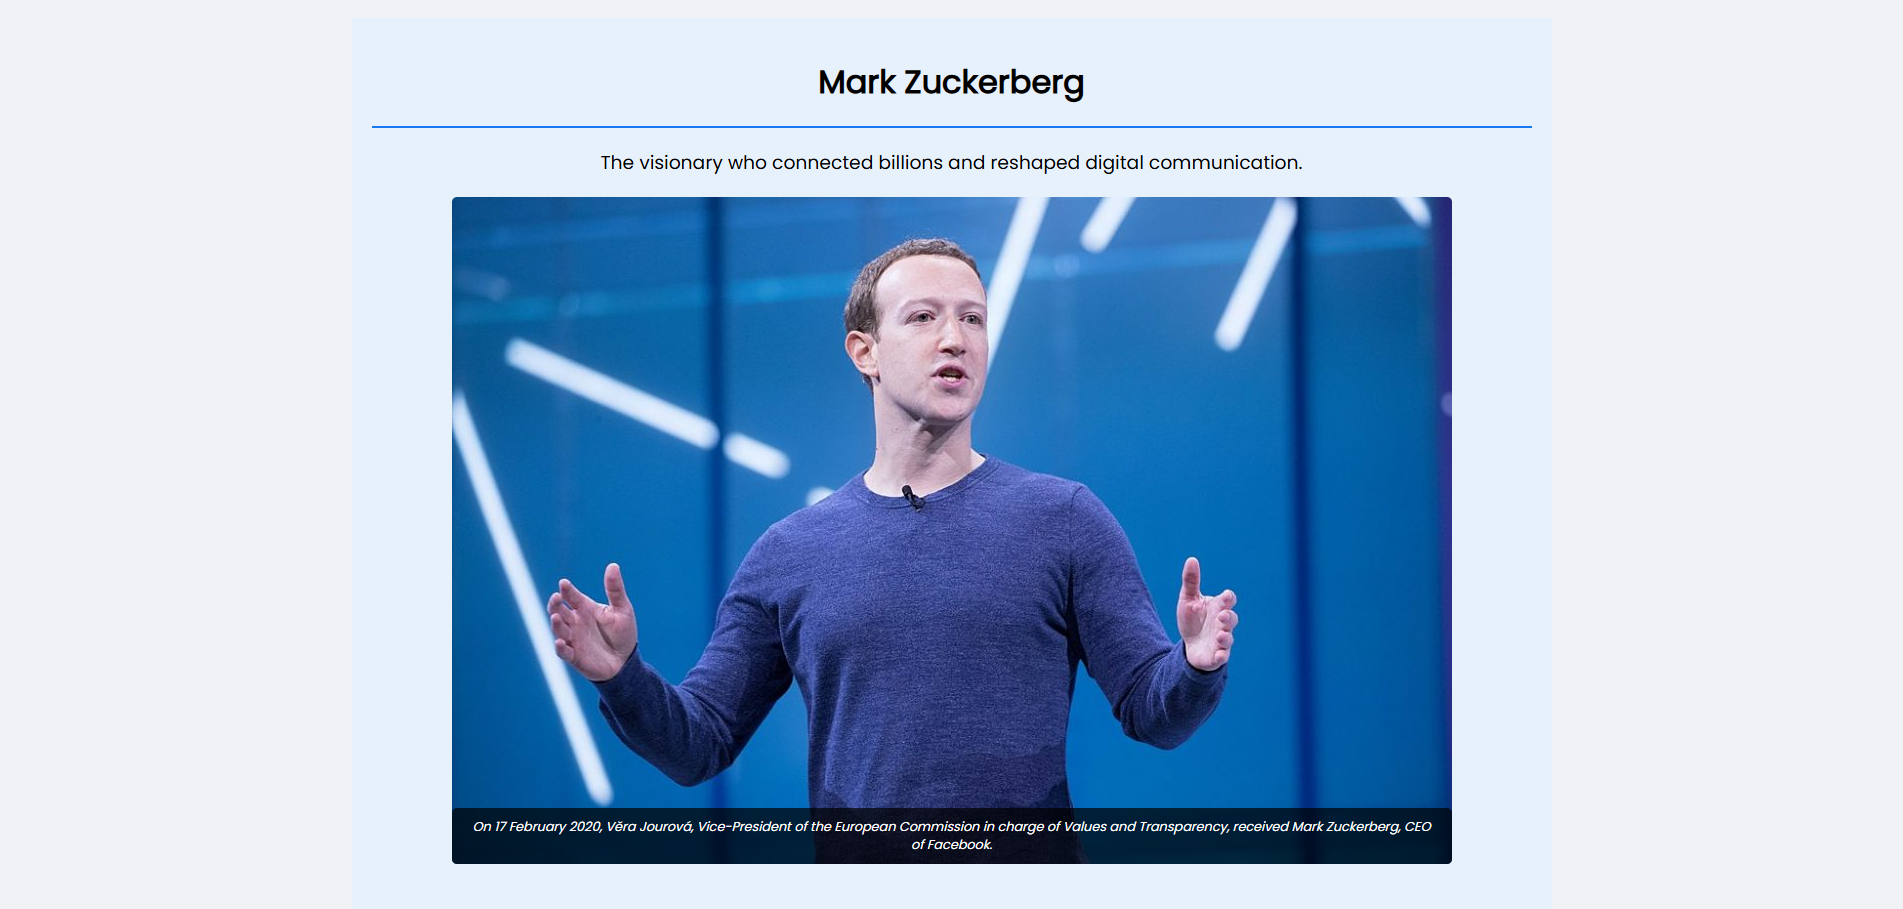 Mark Zuckerberg
The visionary who connected billions and reshaped digital communication.
On 17 February 2020, Věra Jourová, Vice-President of the European Commission in charge of Values and Transparency, received Mark Zuckerberg, CEO
of Facebook.